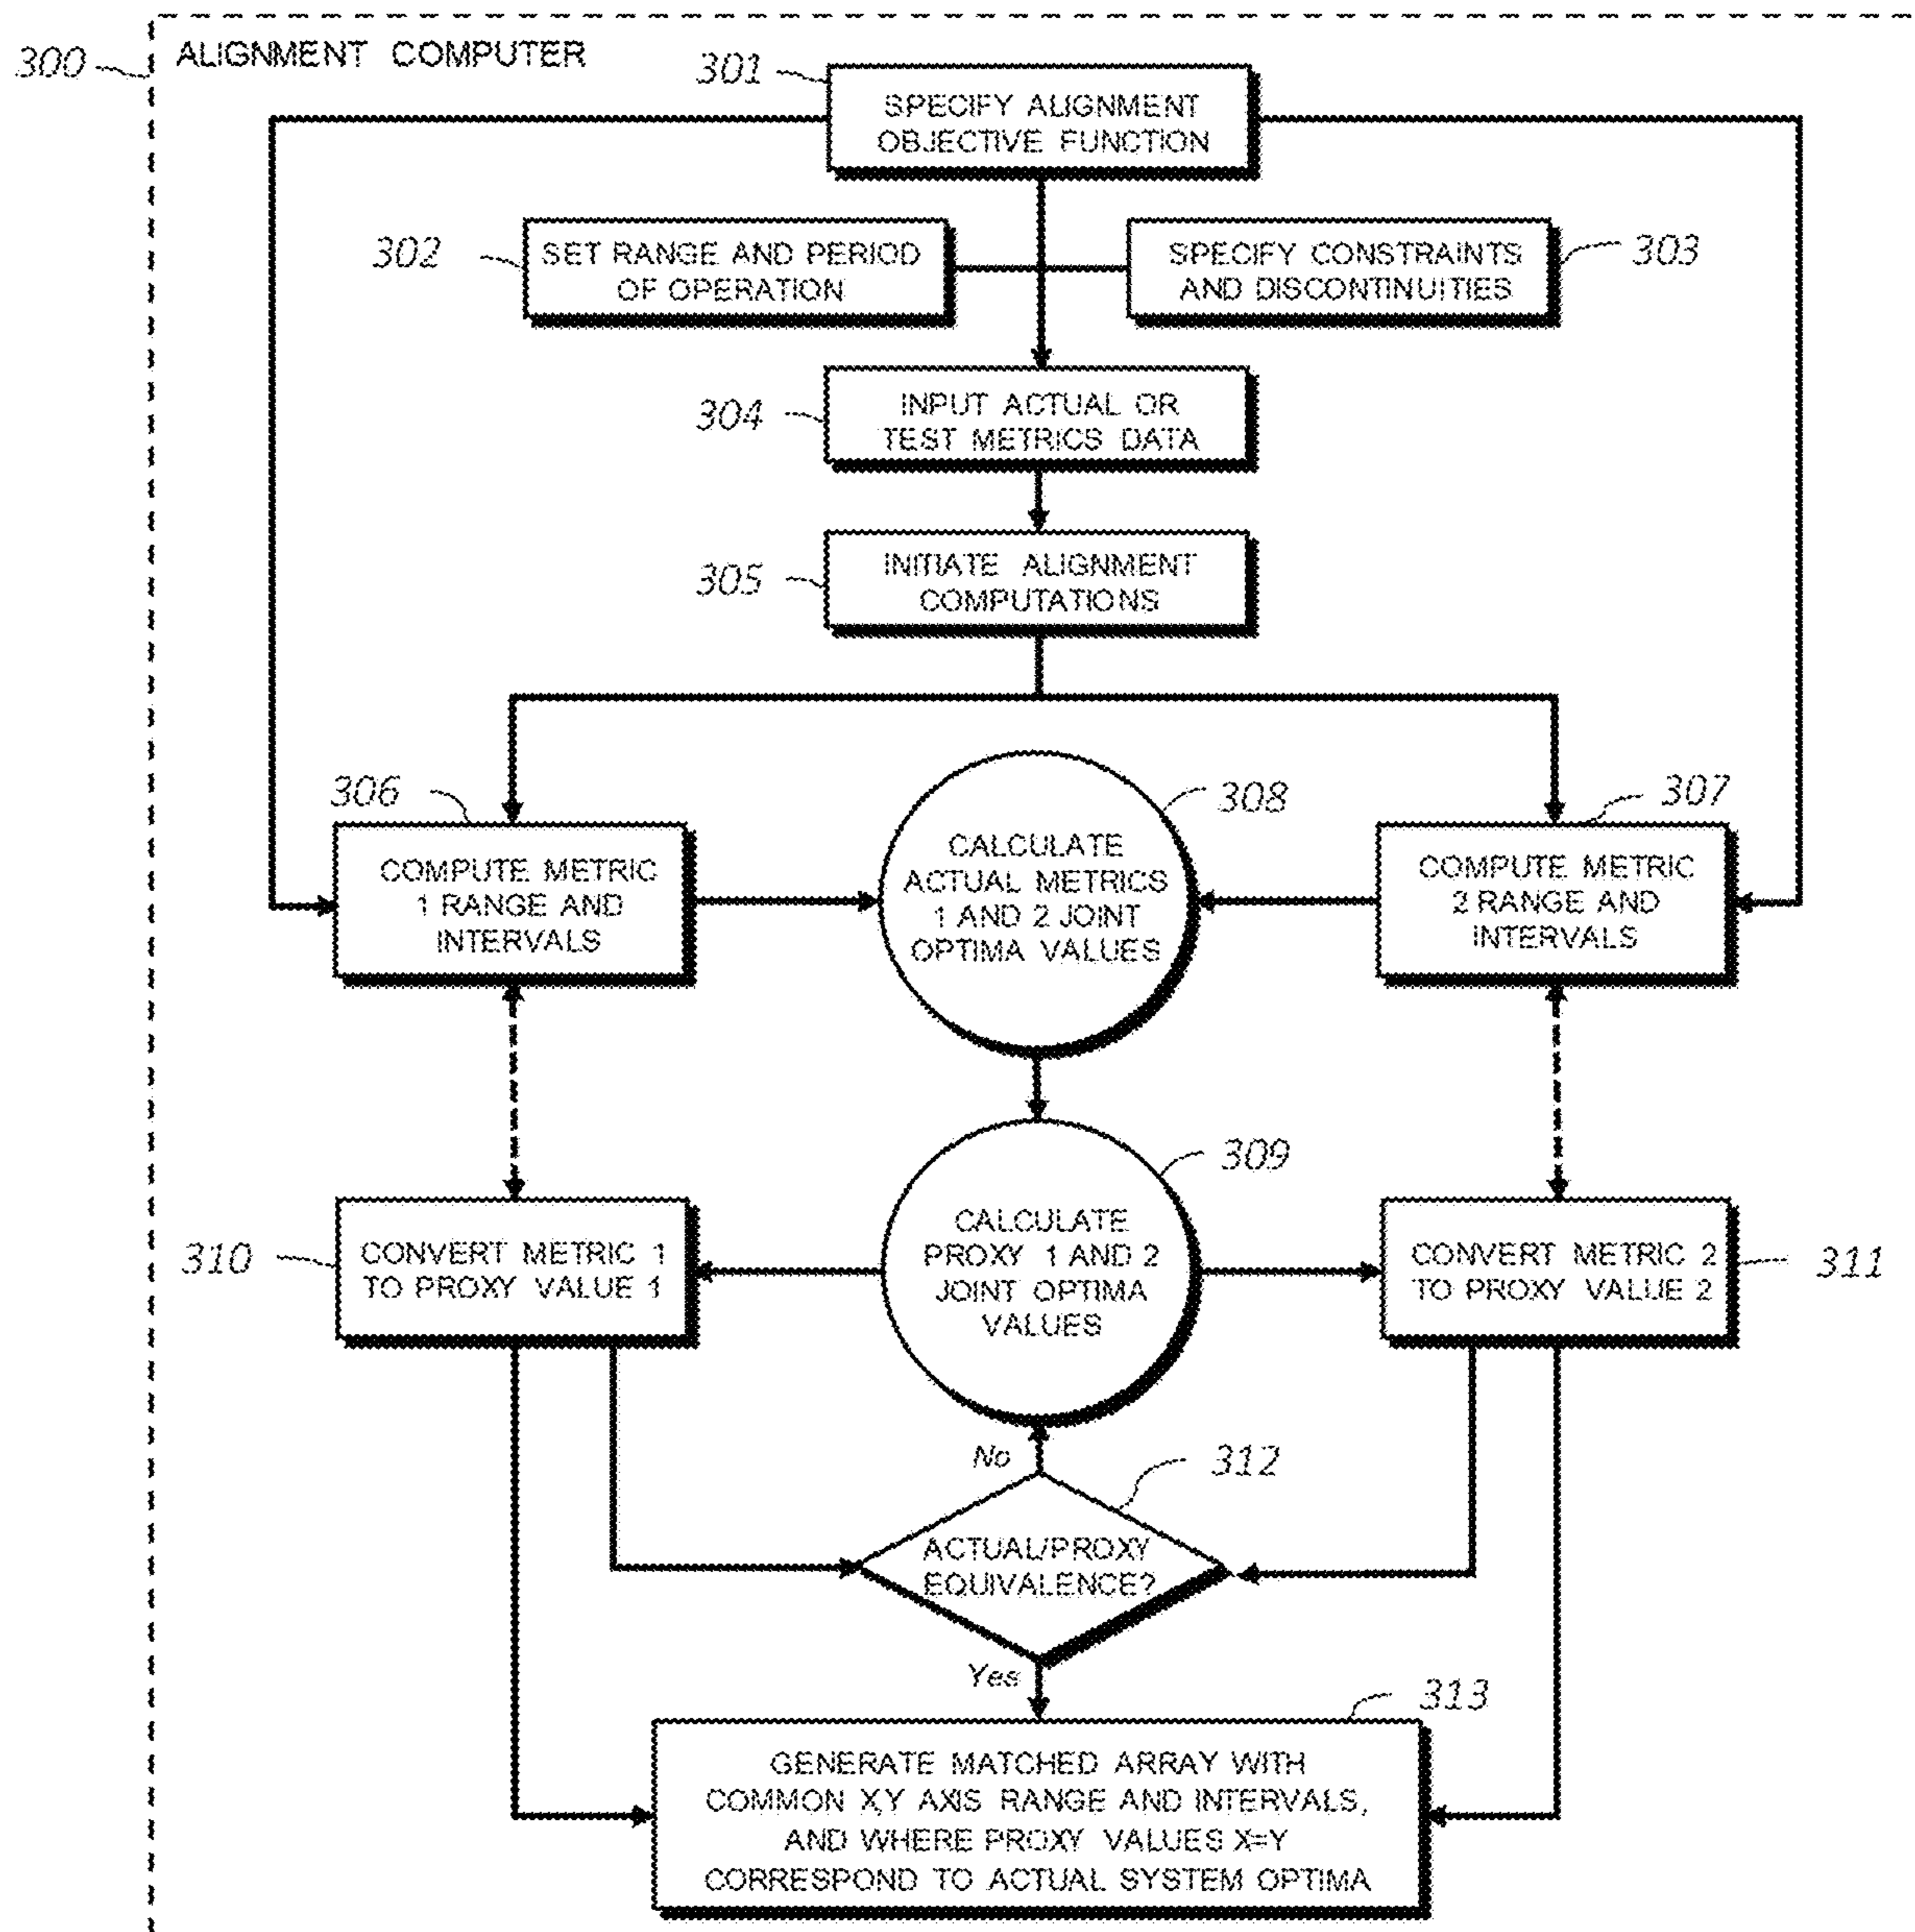 300
ALIGNMENT COMPUTER
301
SPECIFY ALIGNMENT
OBJECTIVE FUNCTION
302
SET RANGE AND PERIOD
OF OPERATION
SPECIFY CONSTRAINTS
AND DISCONTINUITIES
303
304
INPUT ACTUAL OR
TEST METRICS DATA
305
INITIATE ALIGNMENT
COMPUTATIONS
306
COMPUTE METRIC
1 RANGE AND
INTERVALS
308
CALCULATE
ACTUAL METRICS
1 AND 2 JOINT
OPTIMA VALUES
307
COMPUTE METRIC
2 RANGE AND
INTERVALS
310
CONVERT METRIC 1
TO PROXY VALUE 1
309
CALCULATE
PROXY 1 AND 2
JOINT OPTIMA
VALUES
CONVERT METRIC 2
TO PROXY VALUE 2
311
No
312
ACTUAL/PROXY
EQUIVALENCE?
Yes
313
GENERATE MATCHED ARRAY WITH
COMMON X,Y AXIS RANGE AND INTERVALS,
AND WHERE PROXY VALUES X=Y
CORRESPOND TO ACTUAL SYSTEM OPTIMA